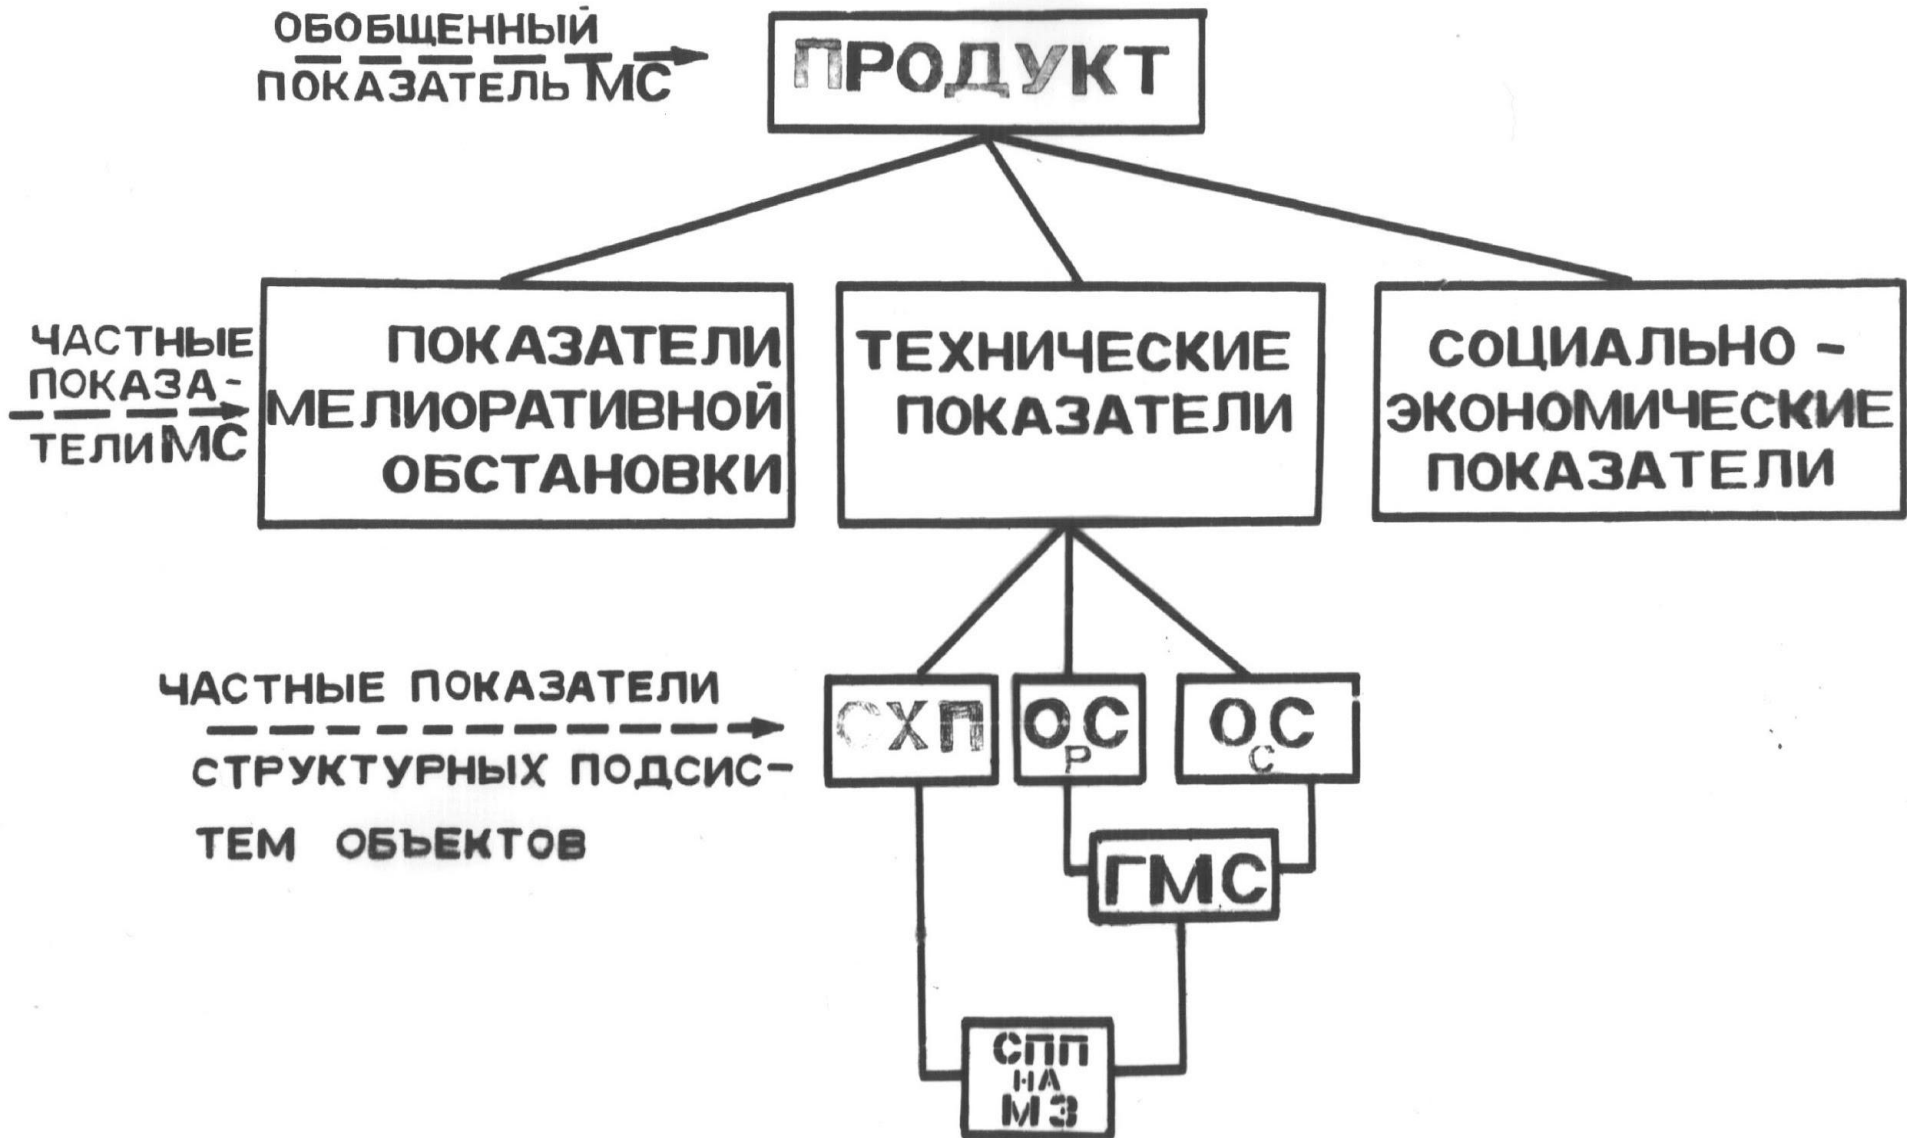 ОБОБЩЕННЫЙ
ПОКАЗАТЕЛЬ МС
ПРОДУКТ
ЧАСТНЫЕ
ПОКАЗА-
ТЕЛИ МС
ПОКАЗАТЕЛИ
МЕЛИОРАТИВНОЙ
ОБСТАНОВКИ
ТЕХНИЧЕСКИЕ
ПОКАЗАТЕЛИ
СОЦИАЛЬНО -
ЭКОНОМИЧЕСКИЕ
ПОКАЗАТЕЛИ
ЧАСТНЫЕ ПОКАЗАТЕЛИ
СТРУКТУРНЫХ ПОДСИС-
ТЕМ ОБЪЕКТОВ
СХП
ОрС
ОсС
ГМС
СПП
НА
МЗ